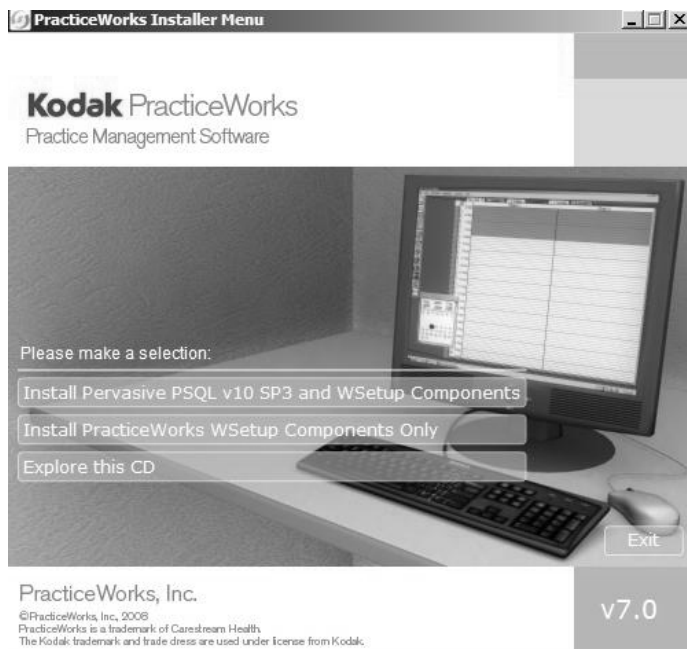 PracticeWorks Installer Menu
Kodak PracticeWorks
Practice Management Software
Please make a selection:
Install Pervasive PSQL v10 SP3 and WSetup Components
Install PracticeWorks WSetup Components Only
Explore this CD
Exit
PracticeWorks, Inc.
©PracticeWorks, Inc., 2008
PracticeWorks is a trademark of Carestream Health.
The Kodak trademark and trade dress are used under license from Kodak.
v7.0